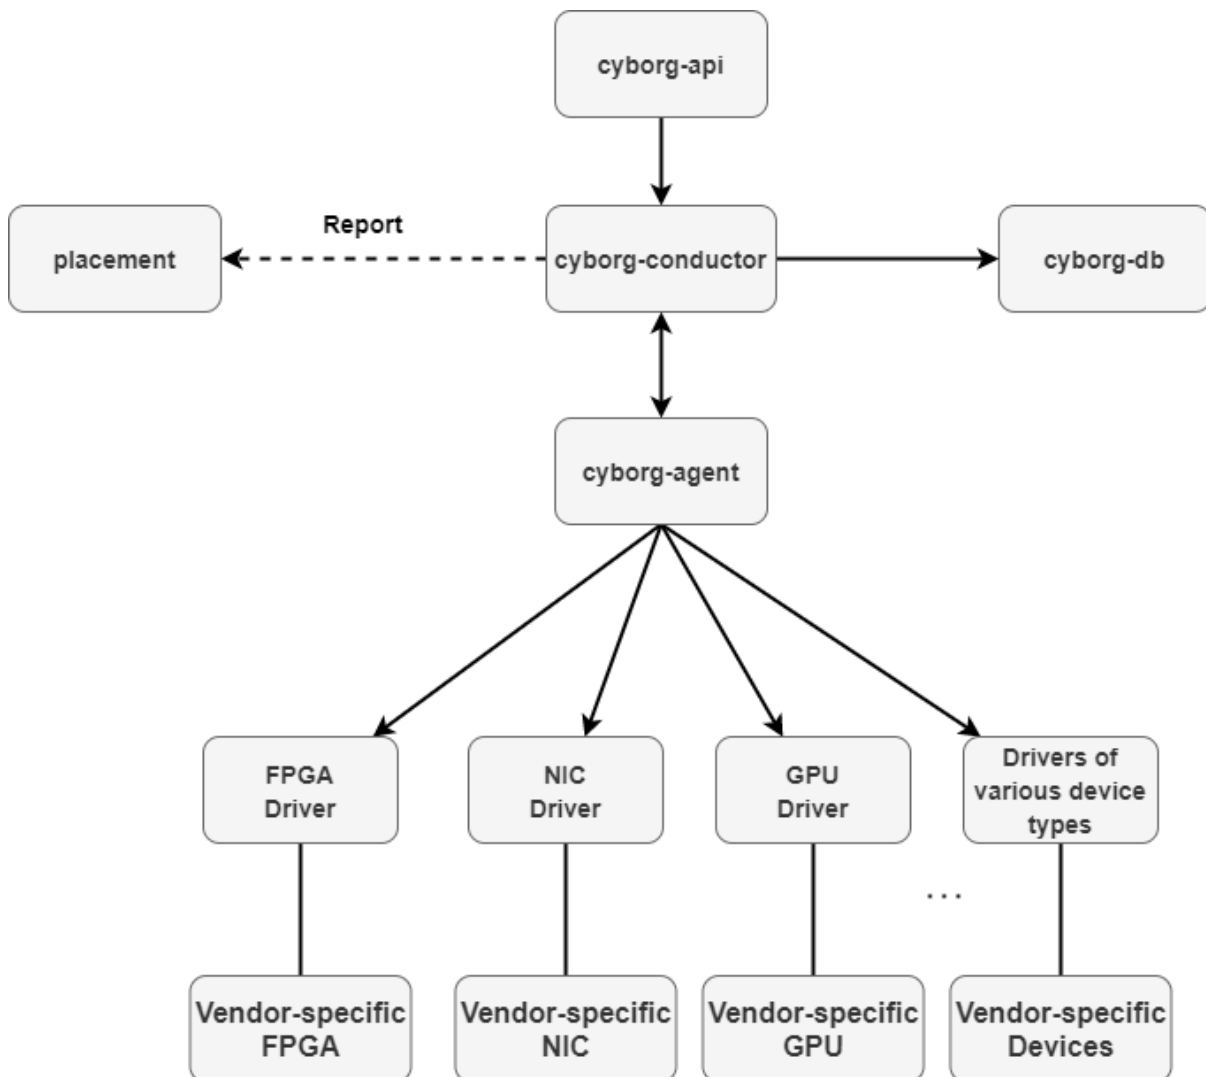 cyborg-api
Report
placement
cyborg-conductor
cyborg-db
cyborg-agent
FPGA
Driver
NIC
Driver
GPU
Driver
Drivers of
various device
types
...
Vendor-specific
FPGA
Vendor-specific
NIC
Vendor-specific
GPU
Vendor-specific
Devices